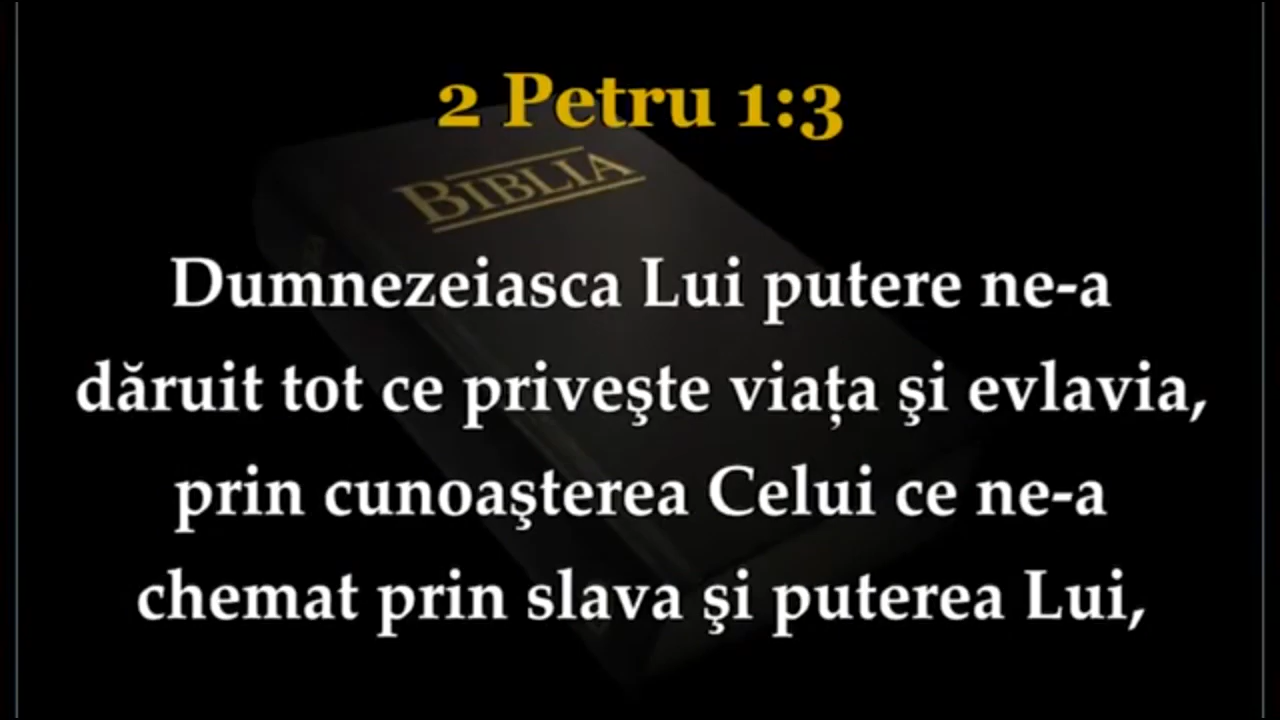 2 Petru 1:3
BIBLIA
Dumnezeiasca Lui putere ne-a
dăruit tot ce priveşte viaţa şi evlavia,
prin cunoaşterea Celui ce ne-a
chemat prin slava şi puterea Lui,